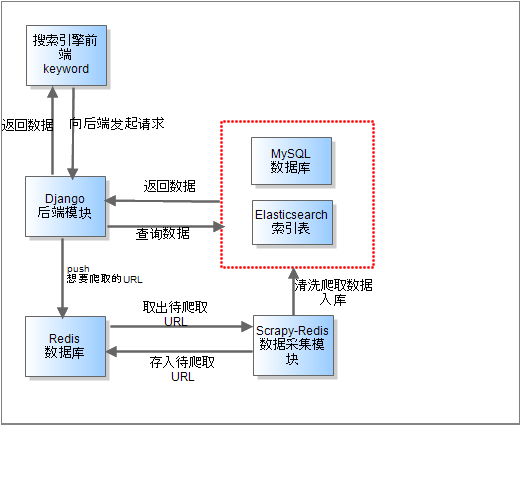 搜索引擎前
端
keyword
返回数据
向后端发起请求
MySQL
数据库
Django
后端模块
返回数据
Elasticsearch
索引表
查询数据
push
想要爬取的URL
清洗爬取数据
入库
取出待爬取
URL
Redis
数据库
Scrapy-Redis
数据采集模
块
存入待爬取
URL